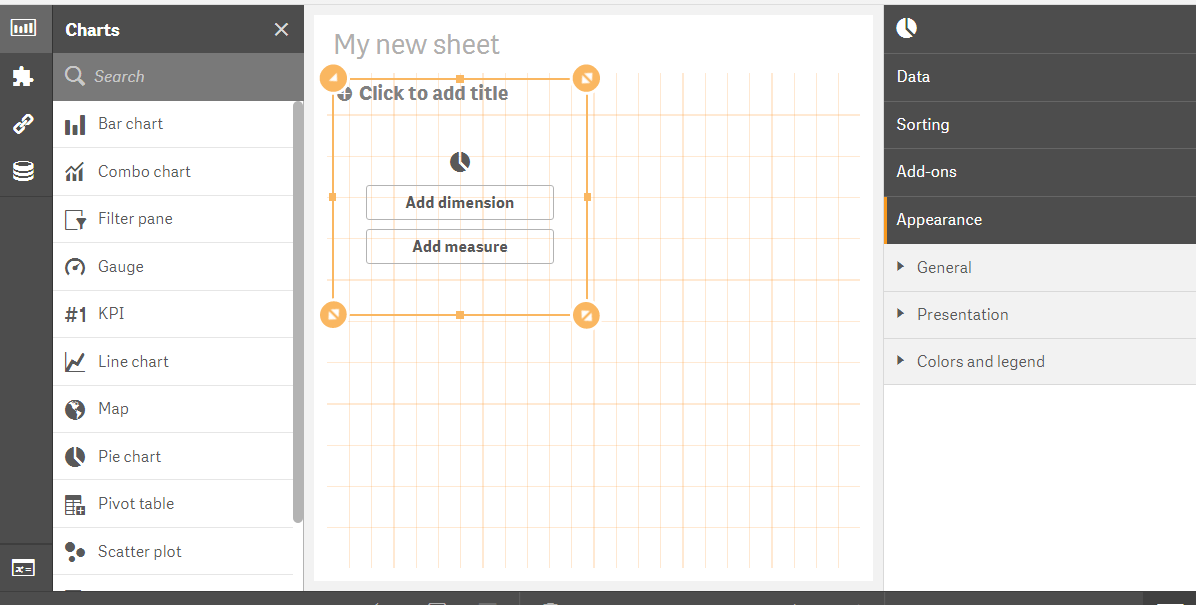 Charts
Search
Bar chart
Combo chart
Filter pane
Gauge
#1 KPI
Line chart
Map
Pie chart
Pivot table
Scatter plot
x=
My new sheet
Click to add title
Add dimension
Add measure
Data
Sorting
Add-ons
Appearance
General
Presentation
Colors and legend